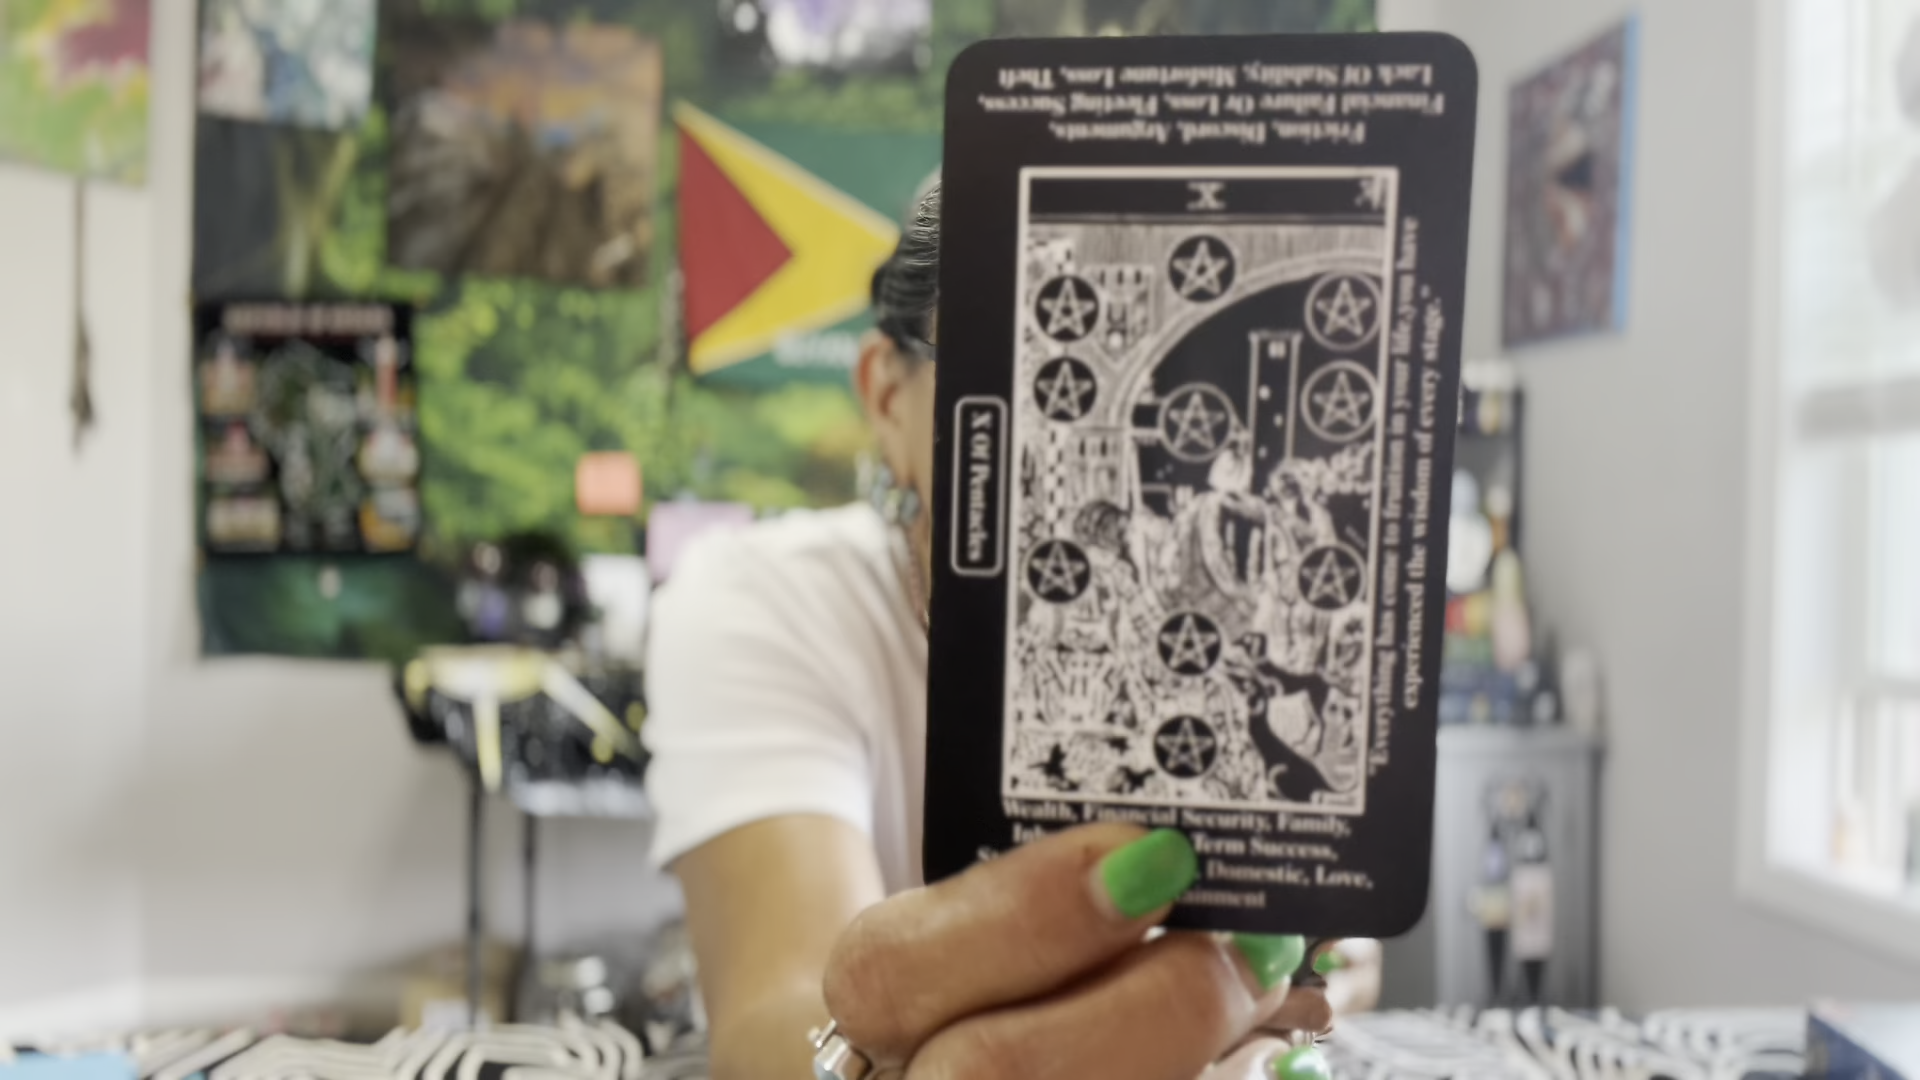 Lack Of Stability, Misfortune Loss, Theft
Financial Failure Or Loss, Fleeting Success,
Friction, Discord, Arguments,
X
X Of Pentacles
"Everything has come to fruition in your life, you have
experienced the wisdom of every stage."
Wealth, Financial Security, Family,
Term Success,
Domestic, Love,